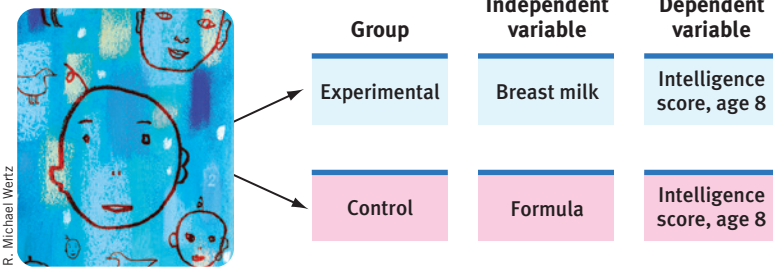 Independent
variable
Dependent
variable
Group
Experimental
Breast milk
Intelligence
score, age 8
Control
Formula
Intelligence
score, age 8
R. Michael Wertz